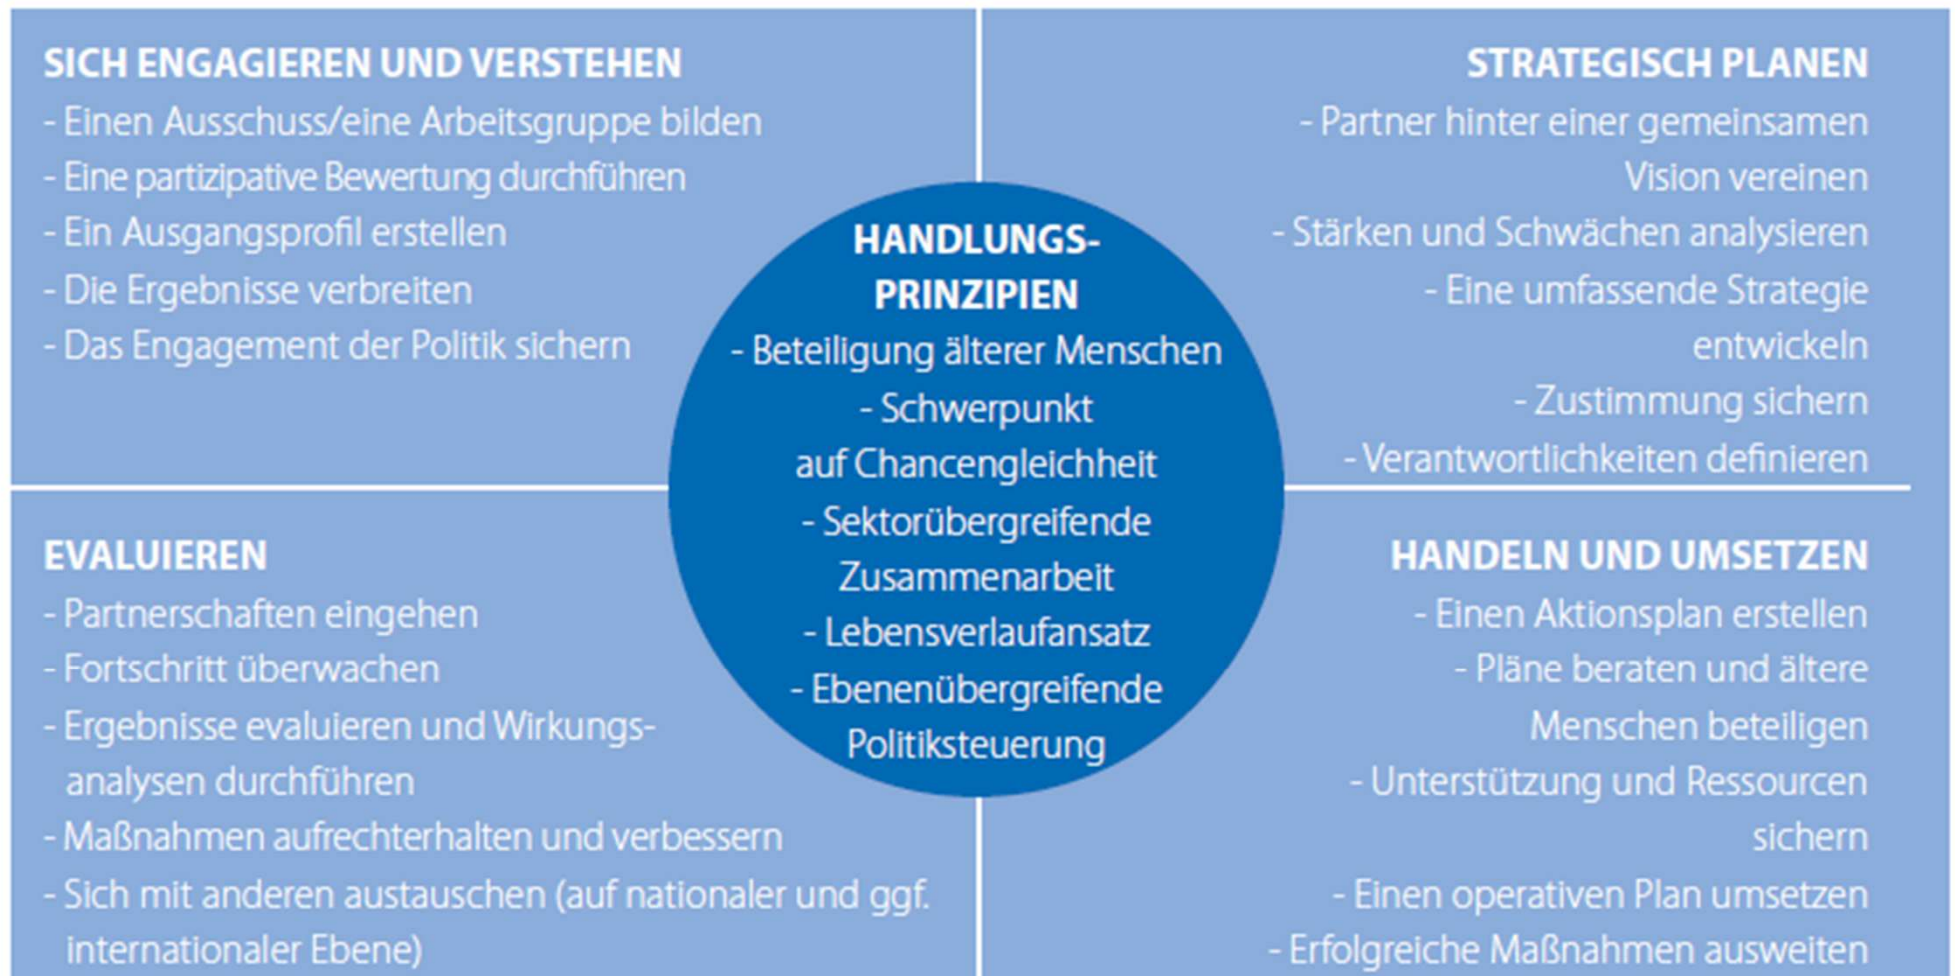 SICH ENGAGIEREN UND VERSTEHEN
- Einen Ausschuss/eine Arbeitsgruppe bilden
- Eine partizipative Bewertung durchführen
- Ein Ausgangsprofil erstellen
- Die Ergebnisse verbreiten
- Das Engagement der Politik sichern
STRATEGISCH PLANEN
- Partner hinter einer gemeinsamen
Vision vereinen
- Stärken und Schwächen analysieren
- Eine umfassende Strategie
entwickeln
- Zustimmung sichern
- Verantwortlichkeiten definieren
HANDLUNGS-
PRINZIPIEN
- Beteiligung älterer Menschen
- Schwerpunkt
auf Chancengleichheit
- Sektorübergreifende
Zusammenarbeit
- Lebensverlaufansatz
- Ebenenübergreifende
Politiksteuerung
EVALUIEREN
- Partnerschaften eingehen
- Fortschritt überwachen
- Ergebnisse evaluieren und Wirkungs-
analysen durchführen
- Maßnahmen aufrechterhalten und verbessern
- Sich mit anderen austauschen (auf nationaler und ggf.
internationaler Ebene)
HANDELN UND UMSETZEN
- Einen Aktionsplan erstellen
- Pläne beraten und ältere
Menschen beteiligen
- Unterstützung und Ressourcen
sichern
- Einen operativen Plan umsetzen
- Erfolgreiche Maßnahmen ausweiten